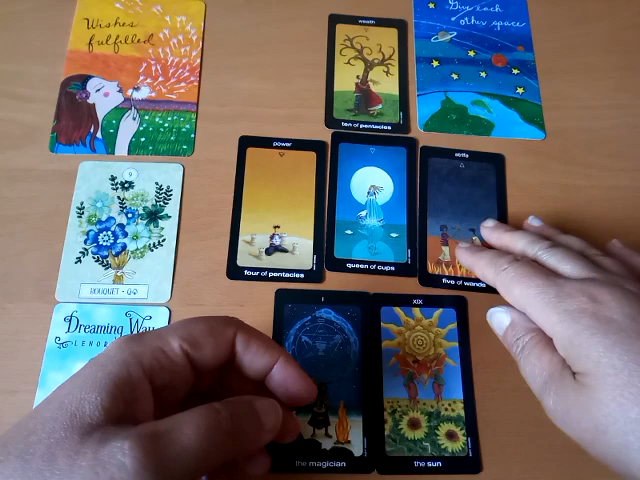 Wishes
fulfilled
wealth
ten of pentacles
Give each
other space
9
BOUQUET
power
four of pentacles
queen of cups
strife
five of wands
Dreaming Way
LENOR
I
the magician
XIX
the sun